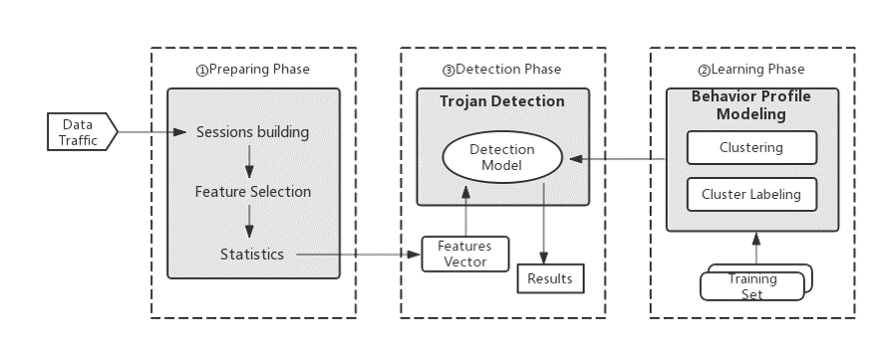 Data
Traffic
①Preparing Phase
Sessions building
Feature Selection
Statistics
③Detection Phase
Trojan Detection
Detection
Model
Features
Vector
Results
②Learning Phase
Behavior Profile
Modeling
Clustering
Cluster Labeling
Training
Set